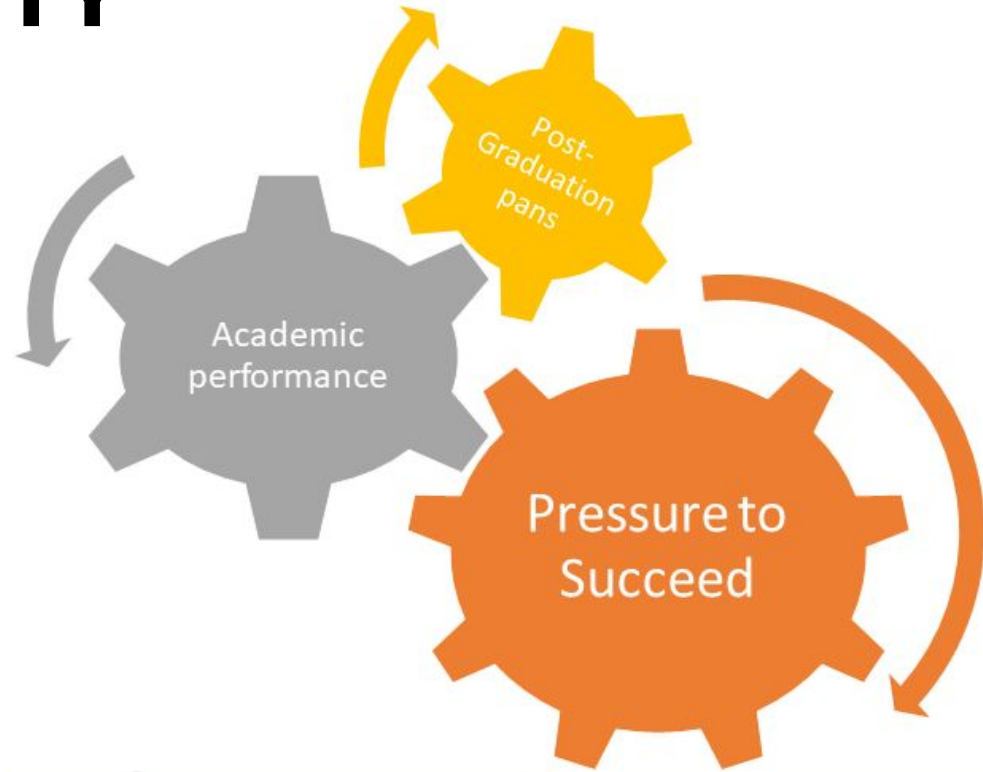 Post-
Graduation
pans
Academic
performance
Pressure to
Succeed